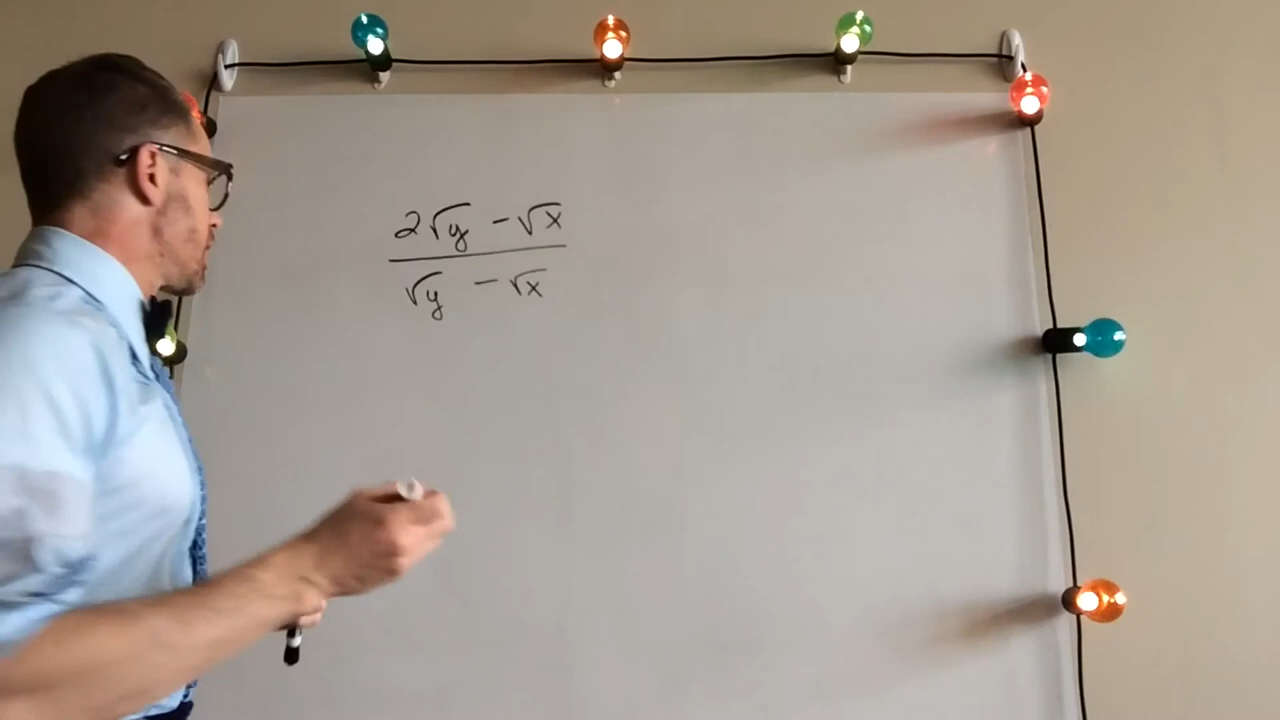 2√y - √x
√y - √x